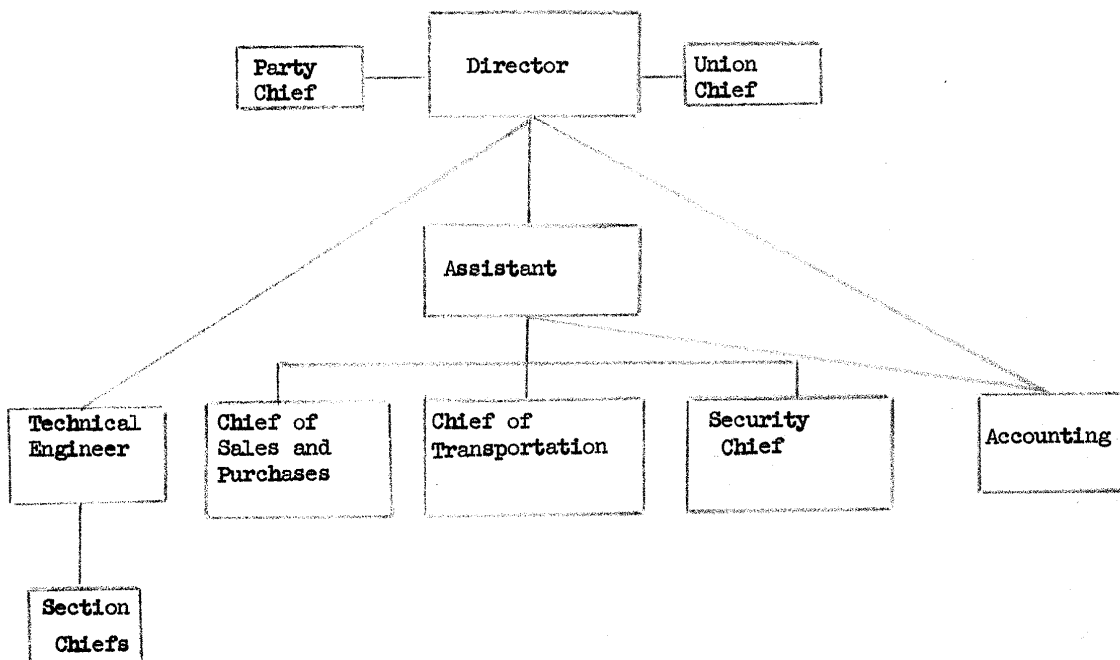 Party
Chief
Director
Union
Chief
Assistant
Technical
Engineer
Chief of
Sales and
Purchases
Chief of
Transportation
Security
Chief
Accounting
Section
Chiefs